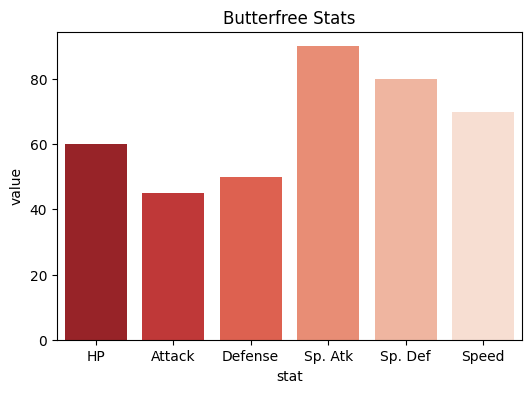 Butterfree Stats
value
80
60
40
20
0
HP Attack Defense Sp. Atk Sp. Def Speed
stat